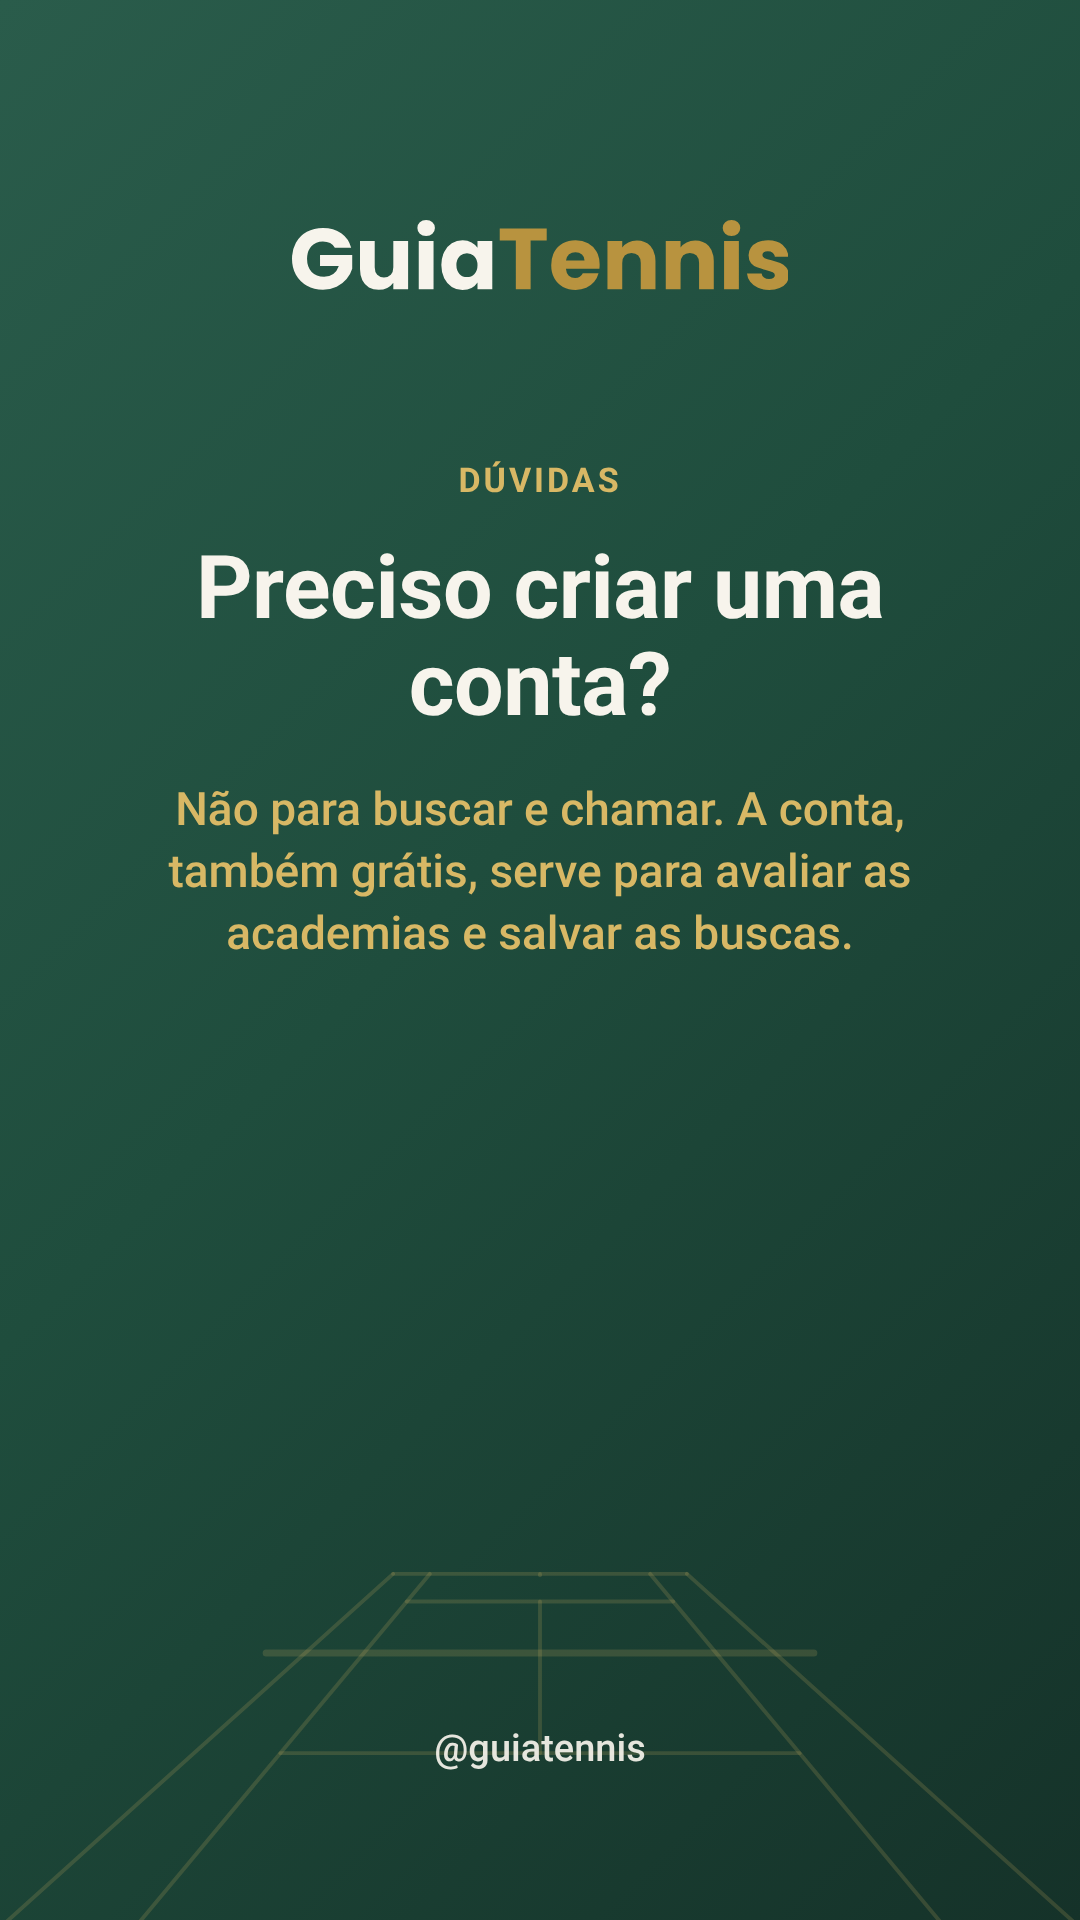 GuiaTennis
DÚVIDAS
Preciso criar uma
conta?
Não para buscar e chamar. A conta,
também grátis, serve para avaliar as
academias e salvar as buscas.
@guiatennis